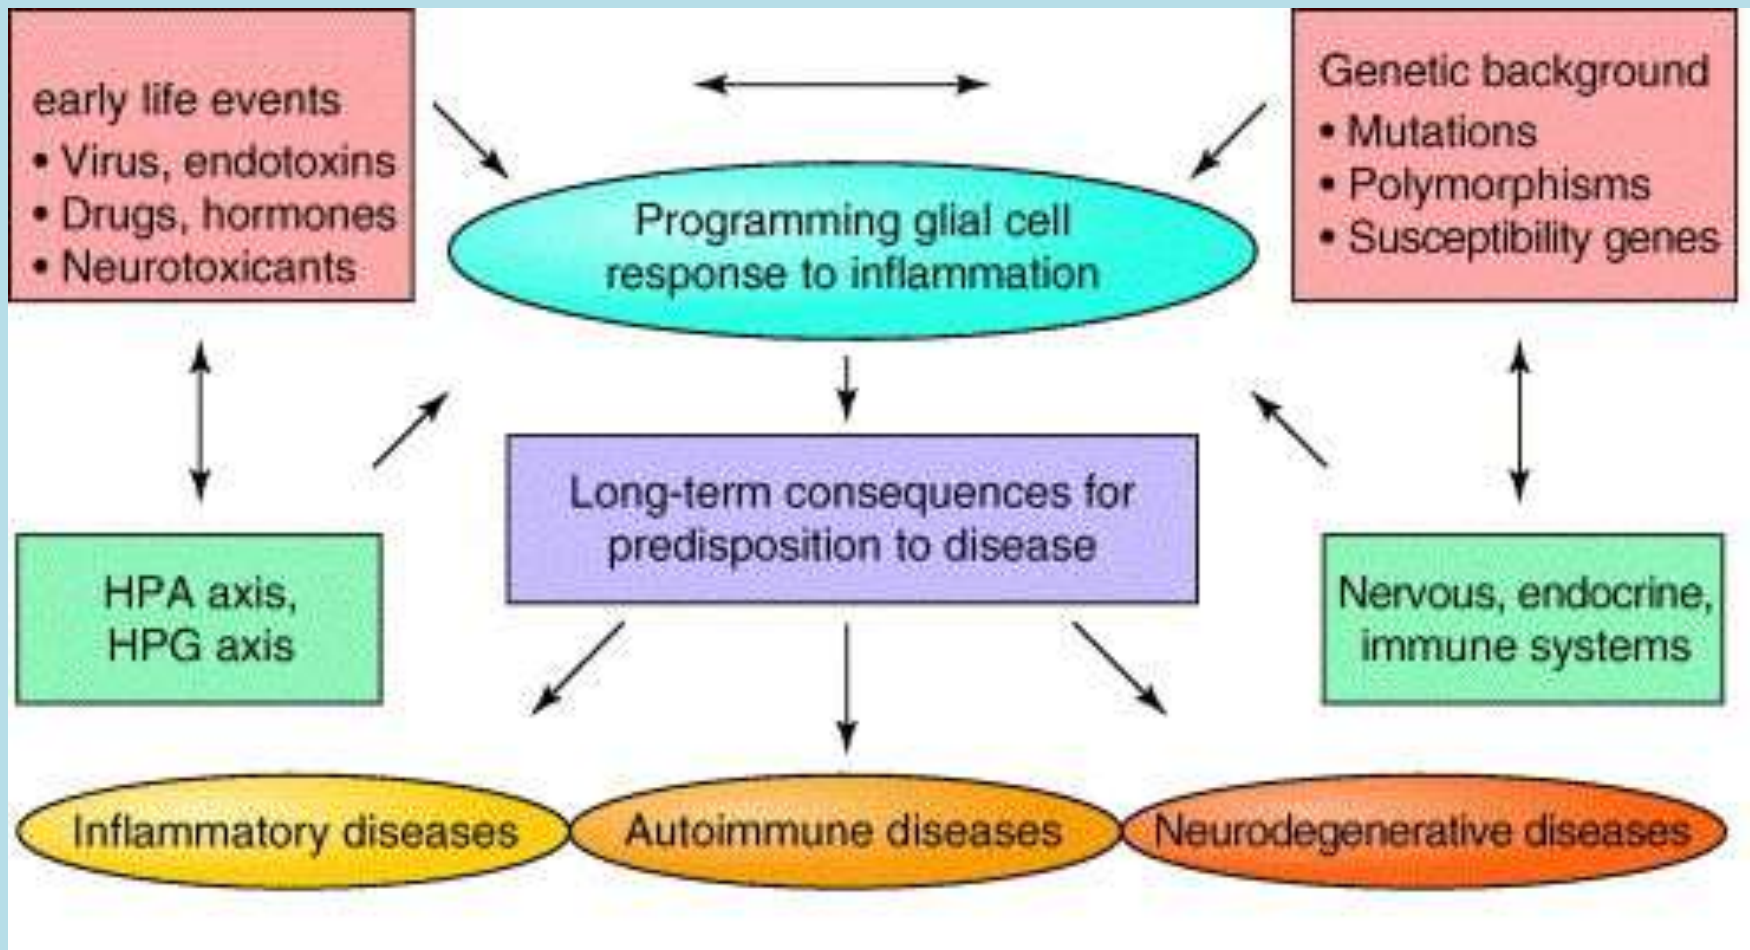 early life events
• Virus, endotoxins
• Drugs, hormones
• Neurotoxicants
Genetic background
• Mutations
• Polymorphisms
• Susceptibility genes
Programming glial cell
response to inflammation
Long-term consequences for
predisposition to disease
HPA axis,
HPG axis
Nervous, endocrine,
immune systems
Inflammatory diseases
Autoimmune diseases
Neurodegenerative diseases